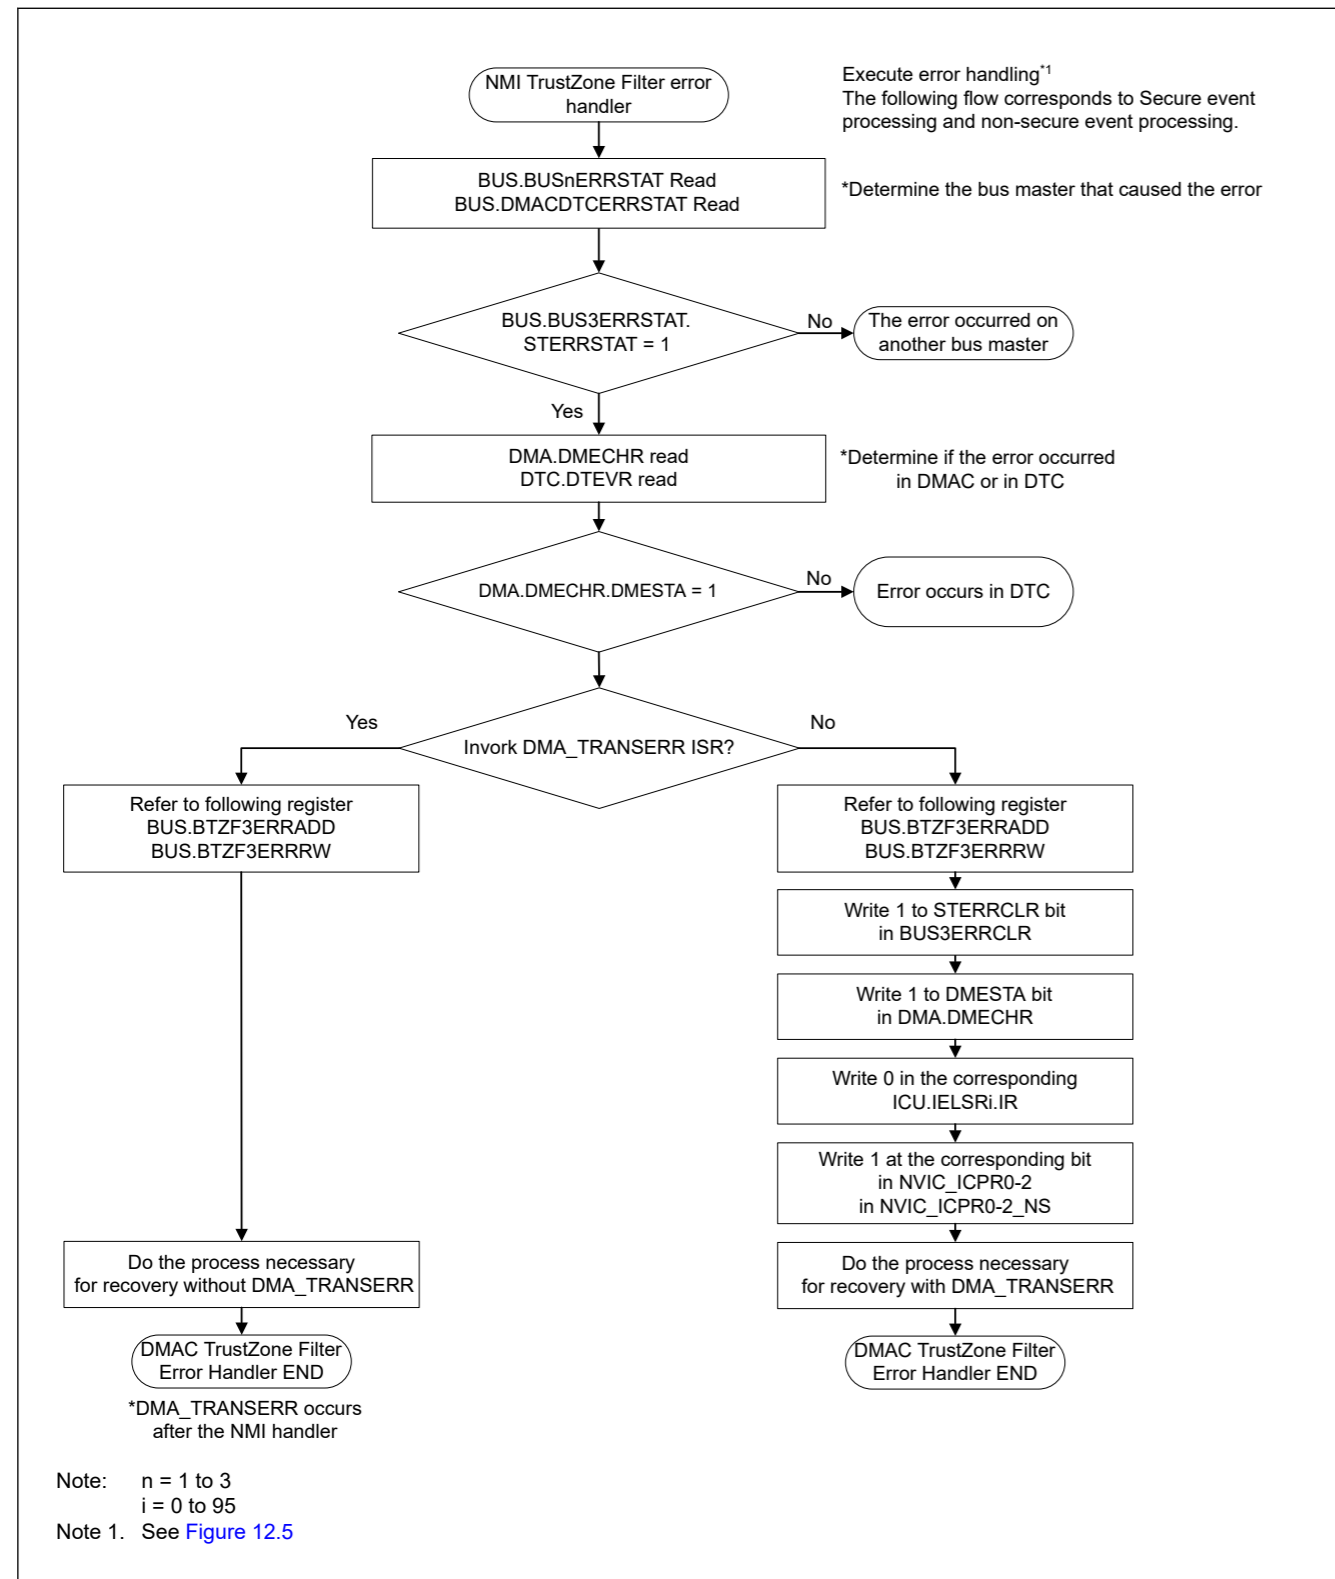 NMI TrustZone Filter error
handler
Execute error handling*1
The following flow corresponds to Secure event
processing and non-secure event processing.
BUS.BUSnERRSTAT Read
BUS.DMACDTCERRSTAT Read
*Determine the bus master that caused the error
BUS.BUS3ERRSTAT.
STERRSTAT = 1
No
The error occurred on
another bus master
Yes
DMA.DMECHR read
DTC.DTEVR read
*Determine if the error occurred
in DMAC or in DTC
DMA.DMECHR.DMESTA = 1
No
Error occurs in DTC
Yes
Invork DMA_TRANSERR ISR?
No
Refer to following register
BUS.BTZF3ERRADD
BUS.BTZF3ERRRW
Refer to following register
BUS.BTZF3ERRADD
BUS.BTZF3ERRRW
Write 1 to STERRCLR bit
in BUS3ERRCLR
Write 1 to DMESTA bit
in DMA.DMECHR
Write 0 in the corresponding
ICU.IELSRi.IR
Write 1 at the corresponding bit
in NVIC_ICPR0-2
in NVIC_ICPR0-2_NS
Do the process necessary
for recovery without DMA_TRANSERR
Do the process necessary
for recovery with DMA_TRANSERR
DMAC TrustZone Filter
Error Handler END
DMAC TrustZone Filter
Error Handler END
*DMA_TRANSERR occurs
after the NMI handler
Note: n = 1 to 3
i = 0 to 95
Note 1. See Figure 12.5